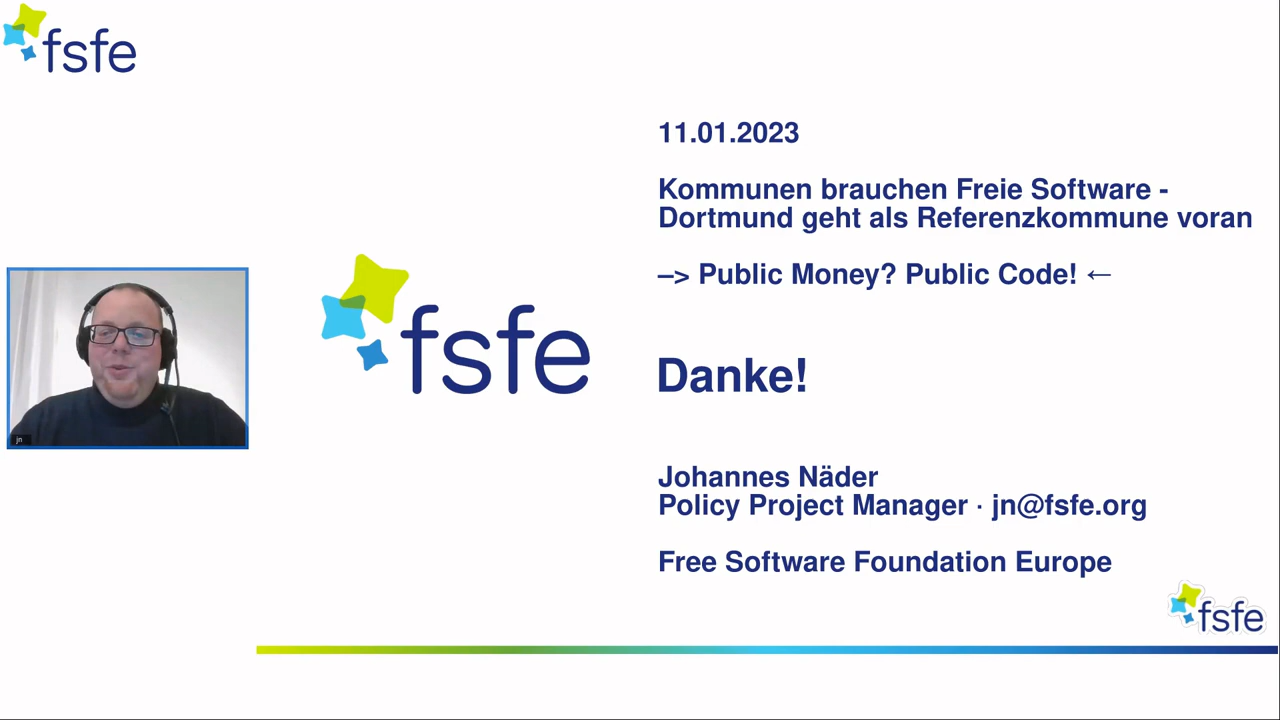 fsfe
11.01.2023
Kommunen brauchen Freie Software -
Dortmund geht als Referenzkommune voran
–> Public Money? Public Code! ←
fsfe
Danke!
jn
Johannes Näder
Policy Project Manager · jn@fsfe.org
Free Software Foundation Europe
fsfe